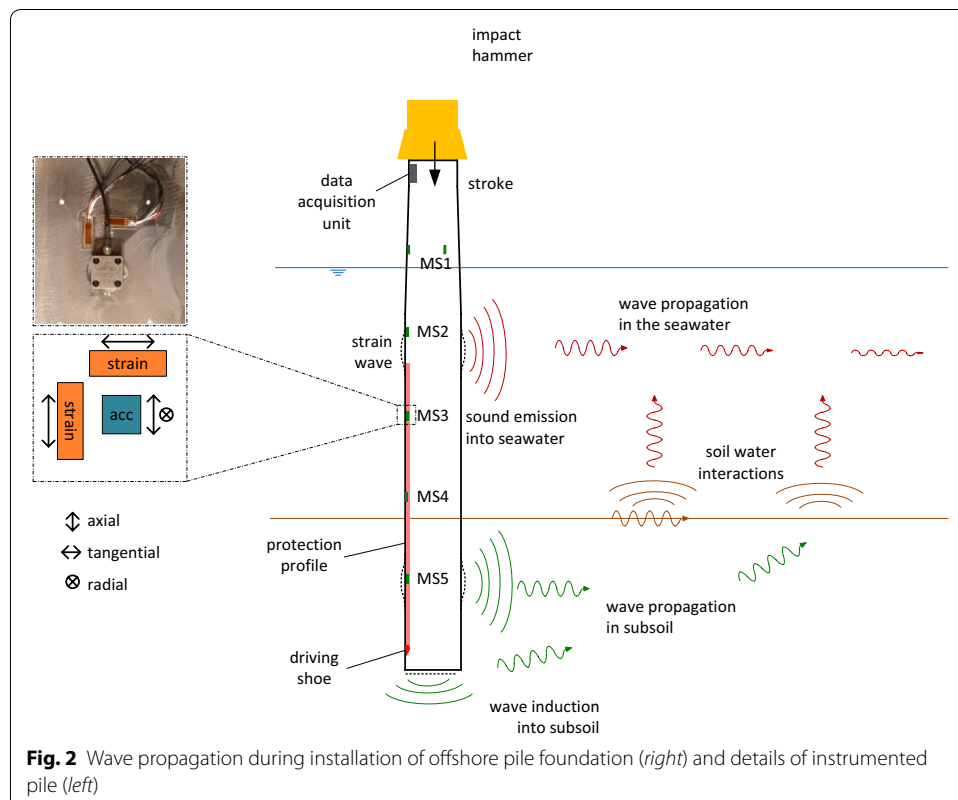 impact
hammer
data
acquisition
unit
stroke
MS1
MS2
wave propagation
in the seawater
strain
wave
strain
strain
acc
MS3
sound emission
into seawater
soil water
interactions
MS4
axial
tangential
radial
protection
profile
MS5
wave propagation
in subsoil
driving
shoe
wave induction
into subsoil
Fig. 2 Wave propagation during installation of offshore pile foundation (right) and details of instrumented
pile (left)